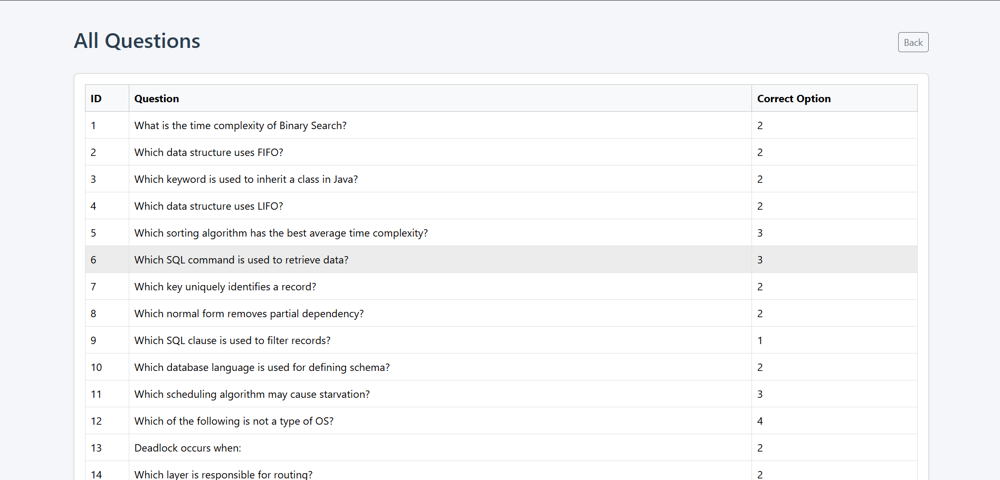 All Questions
Back
ID Question Correct Option
1 What is the time complexity of Binary Search? 2
2 Which data structure uses FIFO? 2
3 Which keyword is used to inherit a class in Java? 2
4 Which data structure uses LIFO? 2
5 Which sorting algorithm has the best average time complexity? 3
6 Which SQL command is used to retrieve data? 3
7 Which key uniquely identifies a record? 2
8 Which normal form removes partial dependency? 2
9 Which SQL clause is used to filter records? 1
10 Which database language is used for defining schema? 2
11 Which scheduling algorithm may cause starvation? 3
12 Which of the following is not a type of OS? 4
13 Deadlock occurs when: 2
14 Which layer is responsible for routing? 2